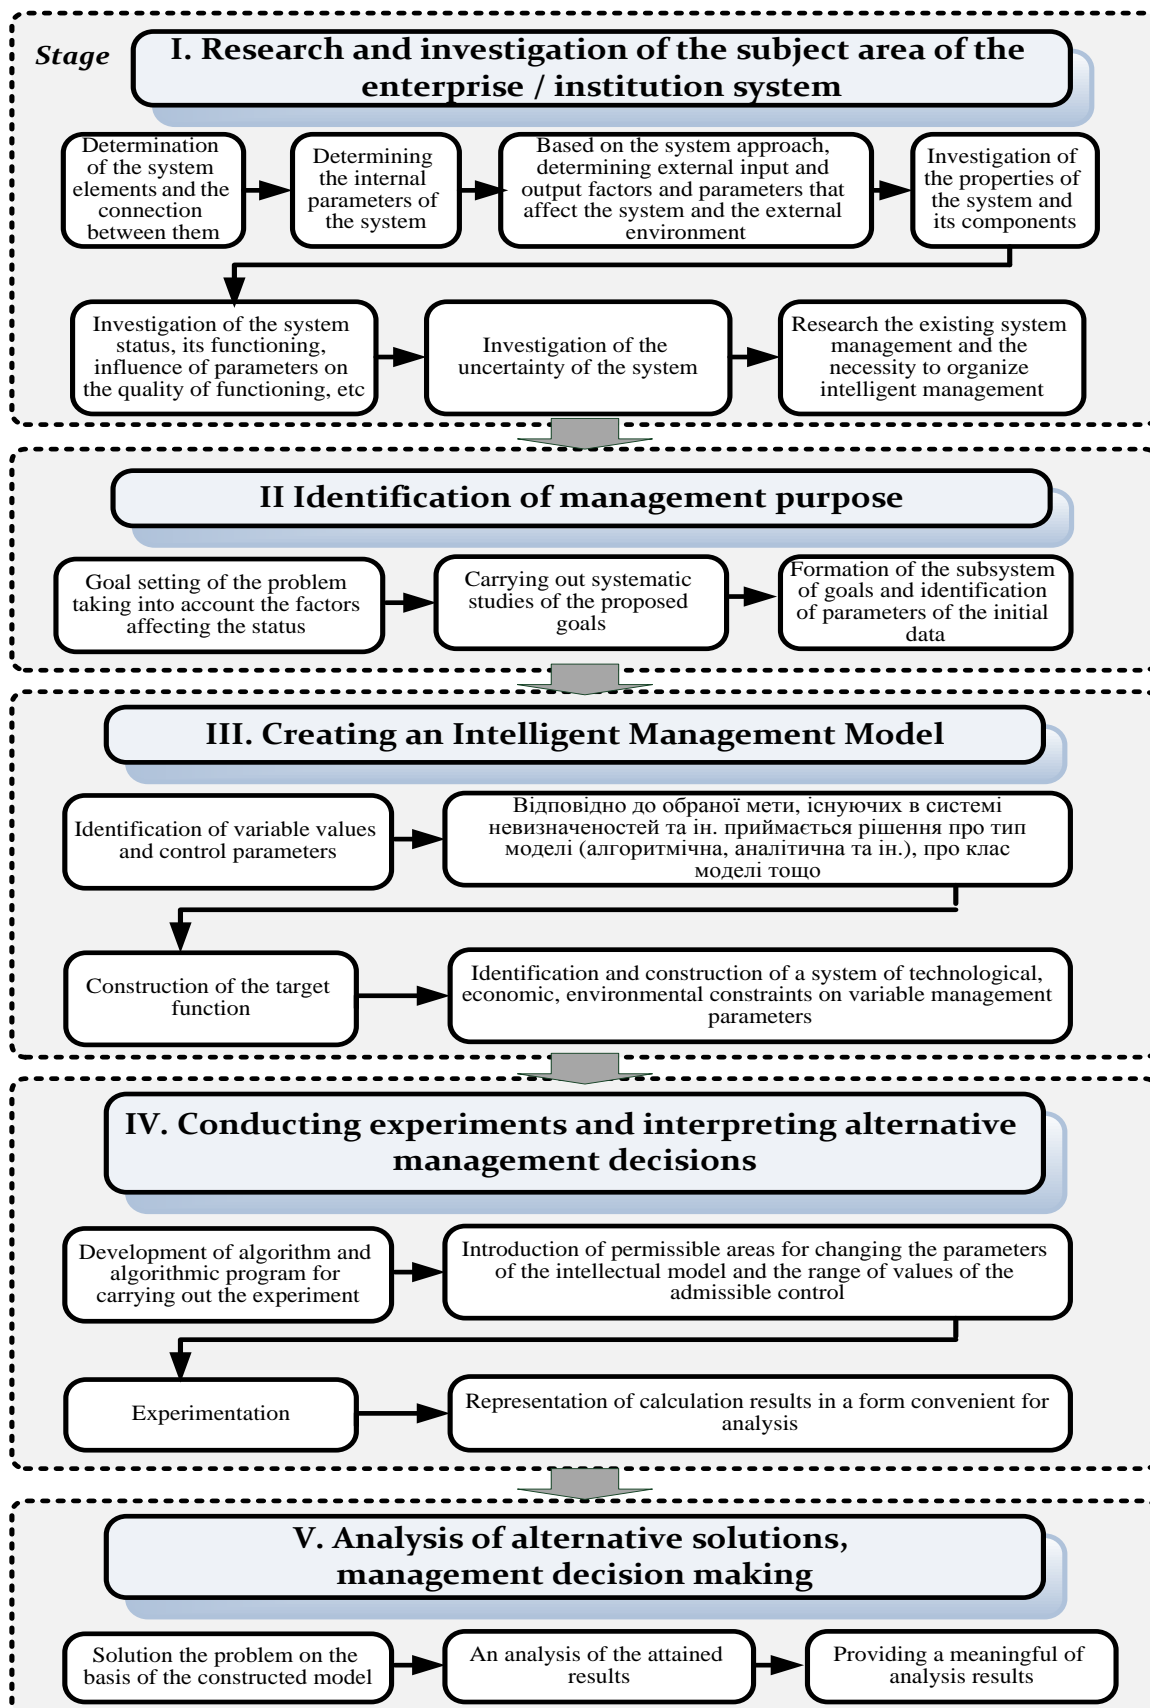 Stage
I. Research and investigation of the subject area of the
enterprise / institution system
Determination
of the system
elements and the
connection
between them
Determining
the internal
parameters of
the system
Based on the system approach,
determining external input and
output factors and parameters that
affect the system and the external
environment
Investigation of
the properties of
the system and
its components
Investigation of the system
status, its functioning,
influence of parameters on
the quality of functioning, etc
Investigation of the
uncertainty of the system
Research the existing system
management and the
necessity to organize
intelligent management
II Identification of management purpose
Goal setting of the problem
taking into account the factors
affecting the status
Carrying out systematic
studies of the proposed
goals
Formation of the subsystem
of goals and identification
of parameters of the initial
data
III. Creating an Intelligent Management Model
Identification of variable values
and control parameters
Відповідно до обраної мети, існуючих в системі
невизначеностей та ін. приймається рішення про тип
моделі (алгоритмічна, аналітична та ін.), про клас
моделі тощо
Construction of the target
function
Identification and construction of a system of technological,
economic, environmental constraints on variable management
parameters
IV. Conducting experiments and interpreting alternative
management decisions
Development of algorithm and
algorithmic program for
carrying out the experiment
Introduction of permissible areas for changing the parameters
of the intellectual model and the range of values of the
admissible control
Experimentation
Representation of calculation results in a form convenient for
analysis
V. Analysis of alternative solutions,
management decision making
Solution the problem on the
basis of the constructed model
An analysis of the attained
results
Providing a meaningful of
analysis results